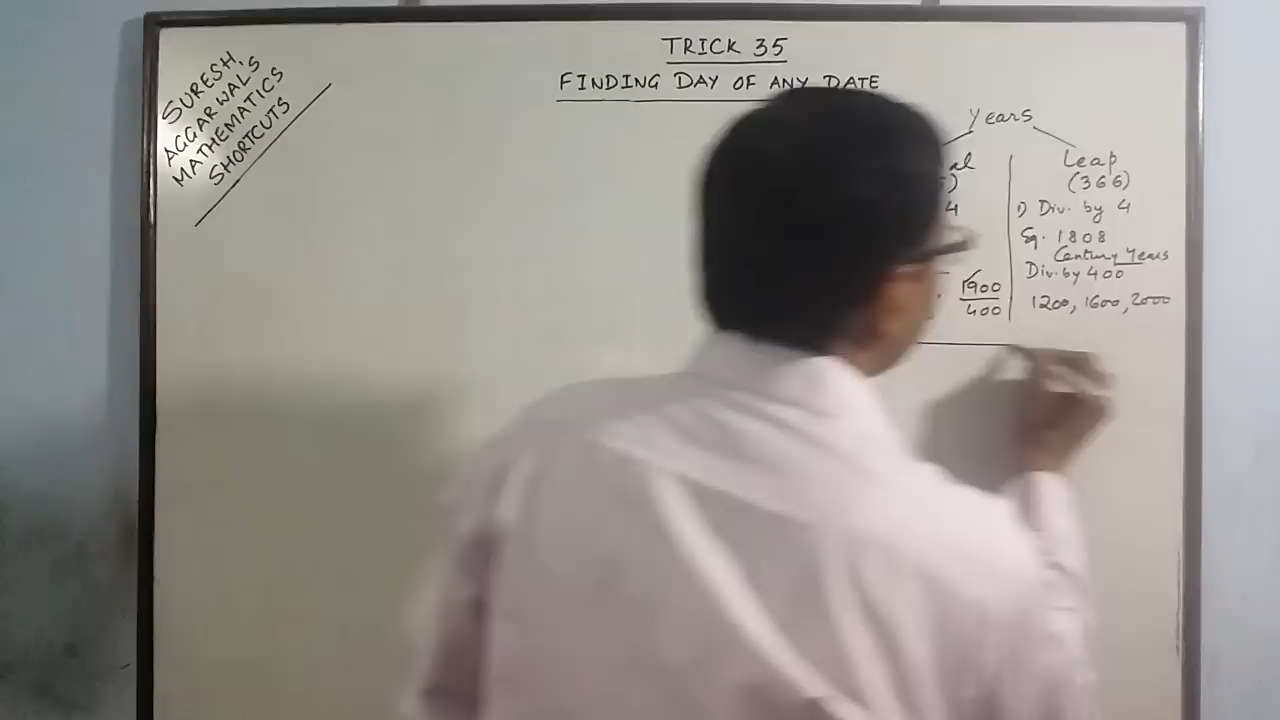 SURESH
AGGARWAL'S
MATHEMATICS
SHORTCUTS
TRICK 35
FINDING DAY OF ANY DATE
Years
al
)
4
1900
400
Leap
(366)
1) Div. by 4
Eg. 1808
Century Years
Div. by 400
1200, 1600, 2000